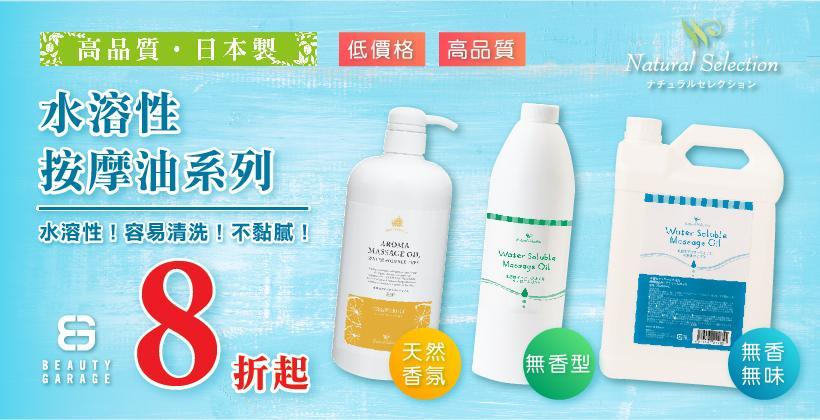 高品質・日本製
低價格
高品質
Natural Selection
ナチュラルセレクション
水溶性
按摩油系列
水溶性！容易清洗！不黏膩！
8折起
BEAUTY
GARAGE
AROMA
MASSAGE OIL
天然
香氛
Water Soluble
Massage Oil
無香型
Water Soluble
Massage Oil
無香
無味